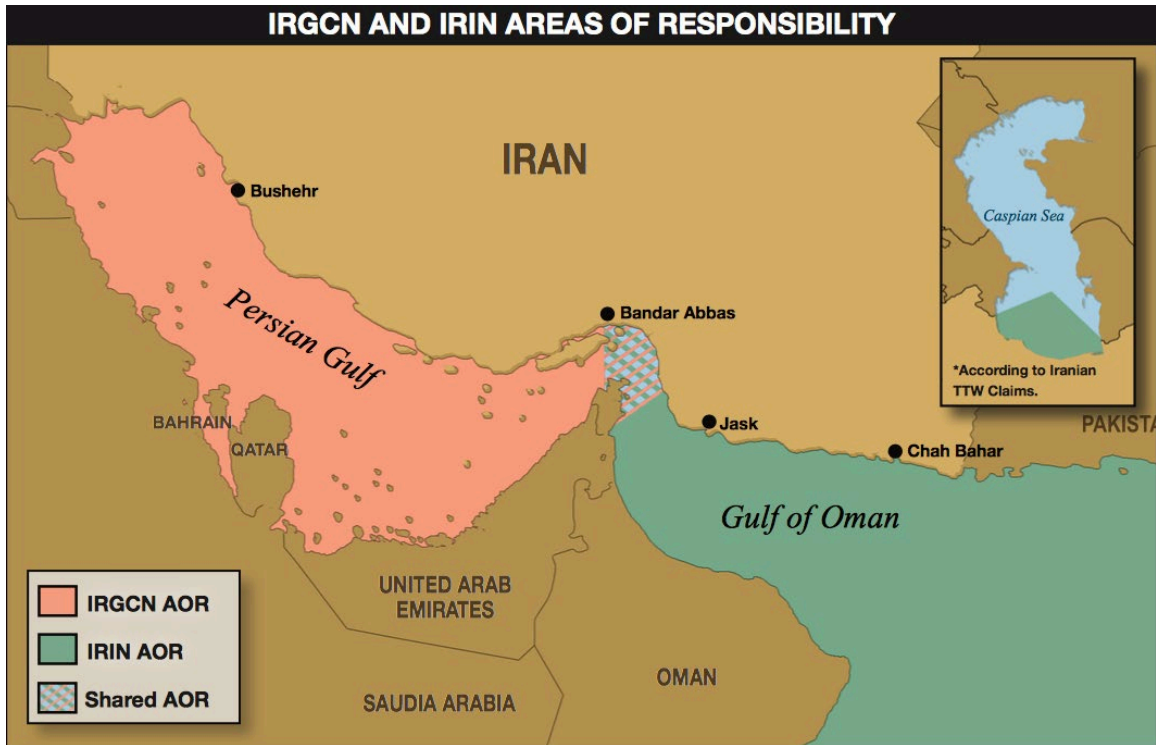 IRGCN AND IRIN AREAS OF RESPONSIBILITY
IRAN
Bushehr
Caspian Sea
Persian Gulf
Bandar Abbas
*According to Iranian
TTW Claims.
BAHRAIN
QATAR
Jask
PAKISTA
Chah Bahar
Gulf of Oman
UNITED ARAB
EMIRATES
OMAN
SAUDIA ARABIA
IRGCN AOR
IRIN AOR
Shared AOR